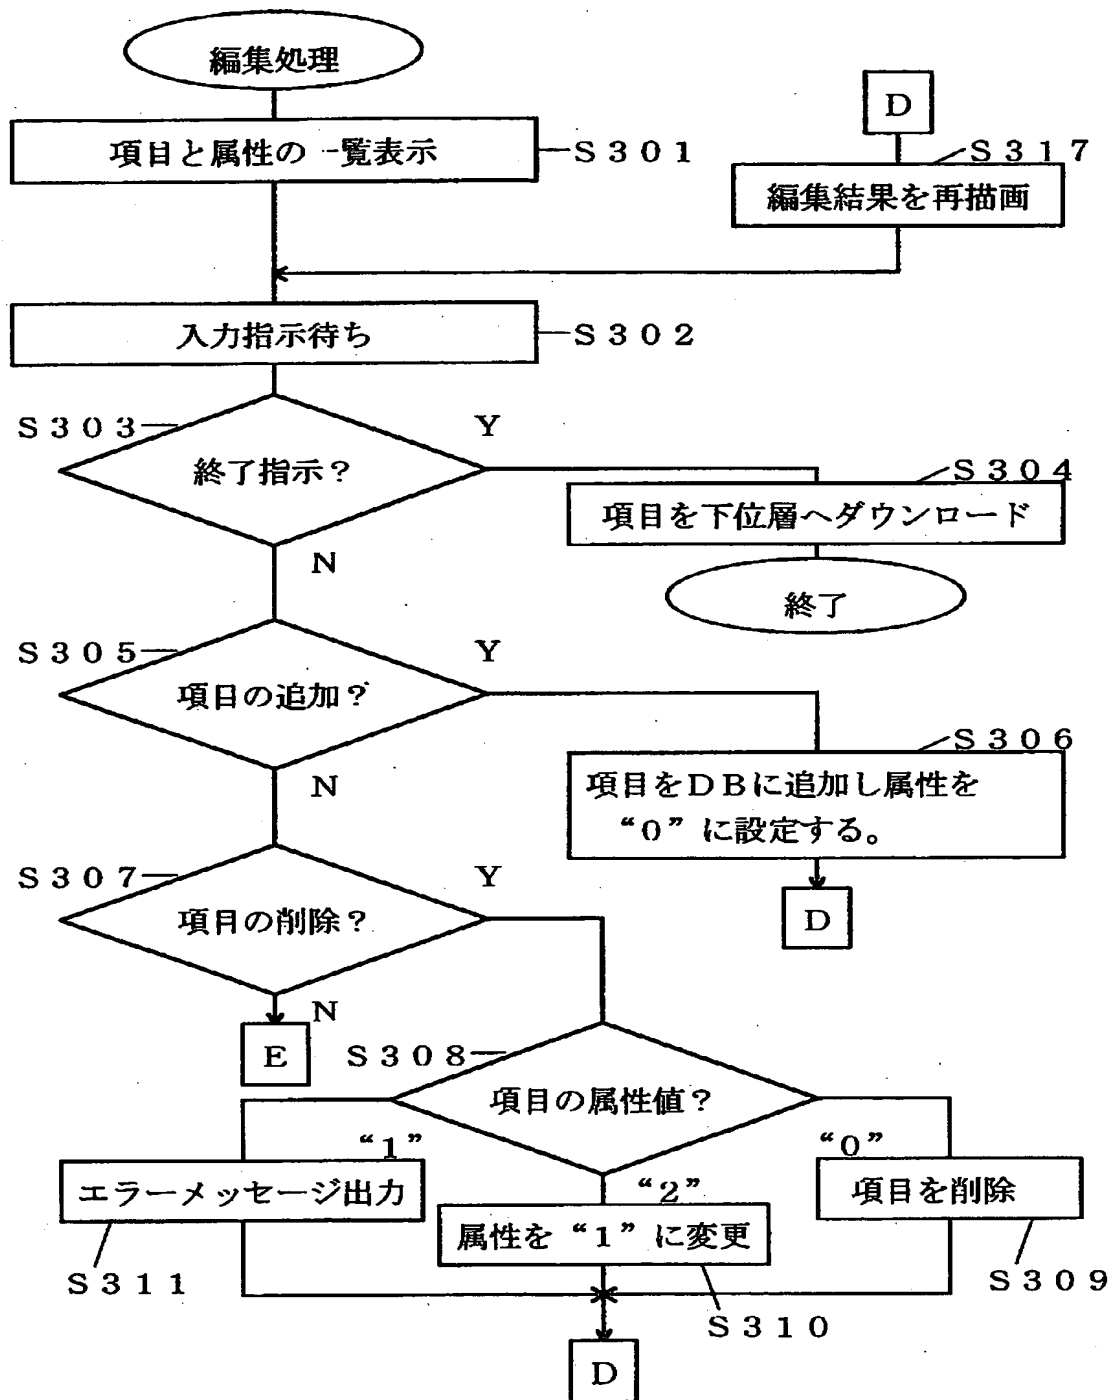 編集処理
項目と属性の一覧表示
S301
D
S317
編集結果を再描画
入力指示待ち
S302
S303
終了指示?
Y
N
S304
項目を下位層へダウンロード
終了
S305
項目の追加?
Y
N
S306
項目をDBに追加し属性を
“0”に設定する。
D
S307
項目の削除?
Y
N
E
S308
項目の属性値?
“1”
“2”
“0”
エラーメッセージ出力
属性を“1”に変更
項目を削除
S311
S310
S309
D